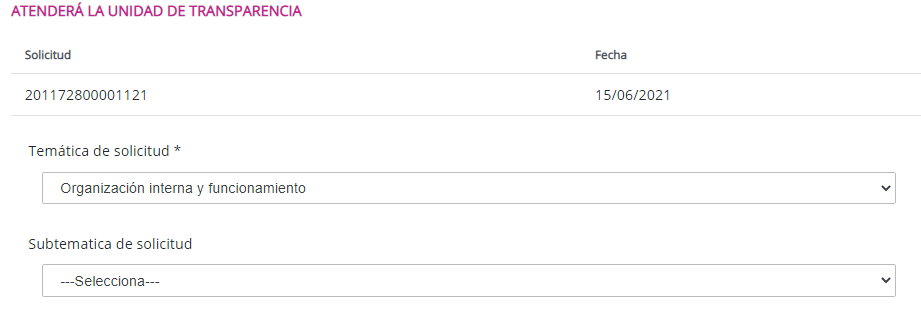 ATENDERÁ LA UNIDAD DE TRANSPARENCIA
Solicitud Fecha
201172800001121 15/06/2021
Temática de solicitud *
Organización interna y funcionamiento
Subtematica de solicitud
---Selecciona---